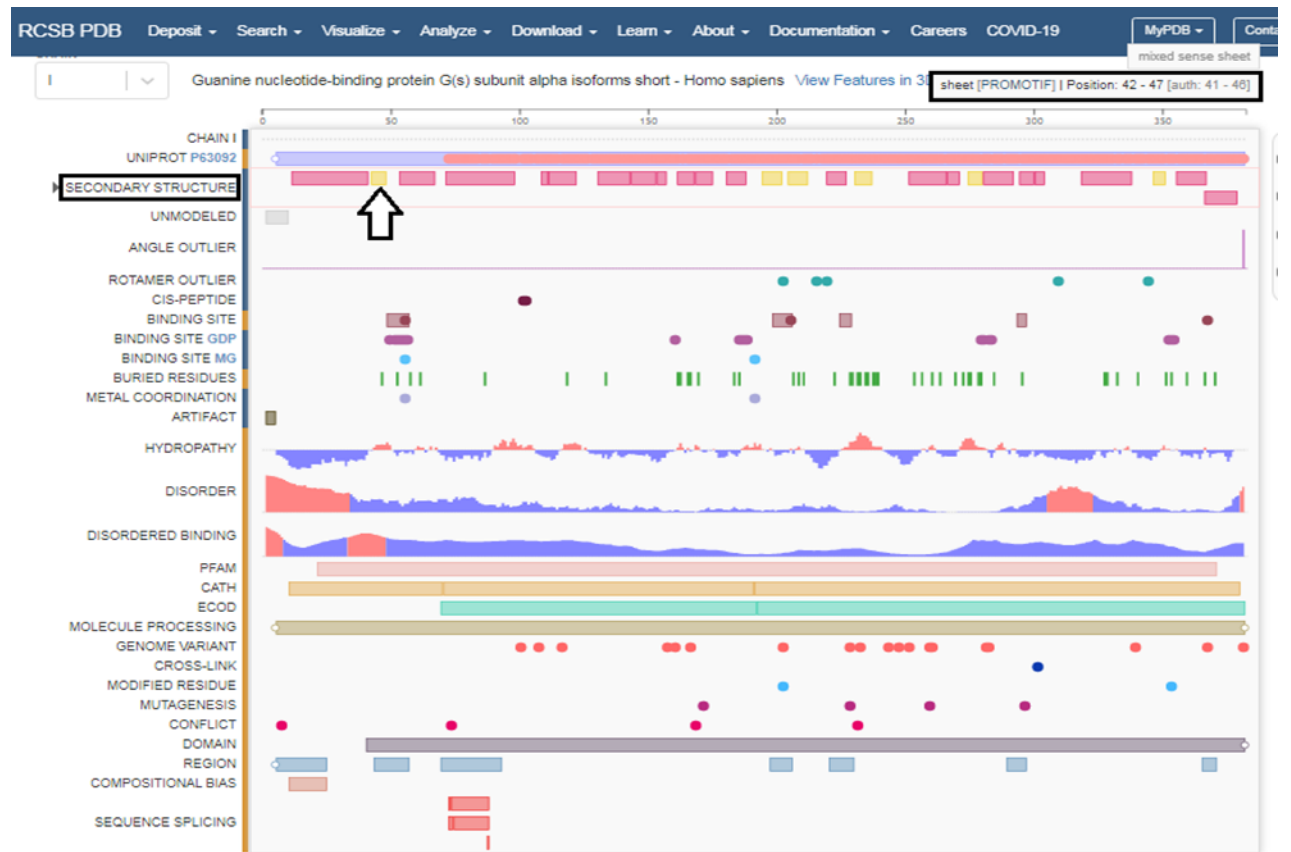 RCSB PDB Deposit Search Visualize Analyze Download Learn About Documentation Careers COVID-19 MyPDB
mixed sense sheet
I Guanine nucleotide-binding protein G(s) subunit alpha isoforms short - Homo sapiens View Features in 3D
sheet [PROMOTIF] | Position: 42 - 47 [auth: 41 - 46]
0 50 100 150 200 250 300 350
CHAIN I
UNIPROT P63092
SECONDARY STRUCTURE
UNMODELED
ANGLE OUTLIER
ROTAMER OUTLIER
CIS-PEPTIDE
BINDING SITE
BINDING SITE GDP
BINDING SITE MG
BURIED RESIDUES
METAL COORDINATION
ARTIFACT
HYDROPATHY
DISORDER
DISORDERED BINDING
PFAM
CATH
ECOD
MOLECULE PROCESSING
GENOME VARIANT
CROSS-LINK
MODIFIED RESIDUE
MUTAGENESIS
CONFLICT
DOMAIN
REGION
COMPOSITIONAL BIAS
SEQUENCE SPLICING